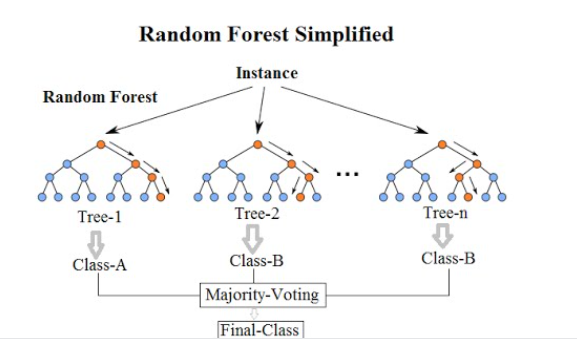 Random Forest Simplified
Instance
Random Forest
...
Tree-1
Tree-2
Tree-n
Class-A
Class-B
Class-B
Majority-Voting
Final-Class